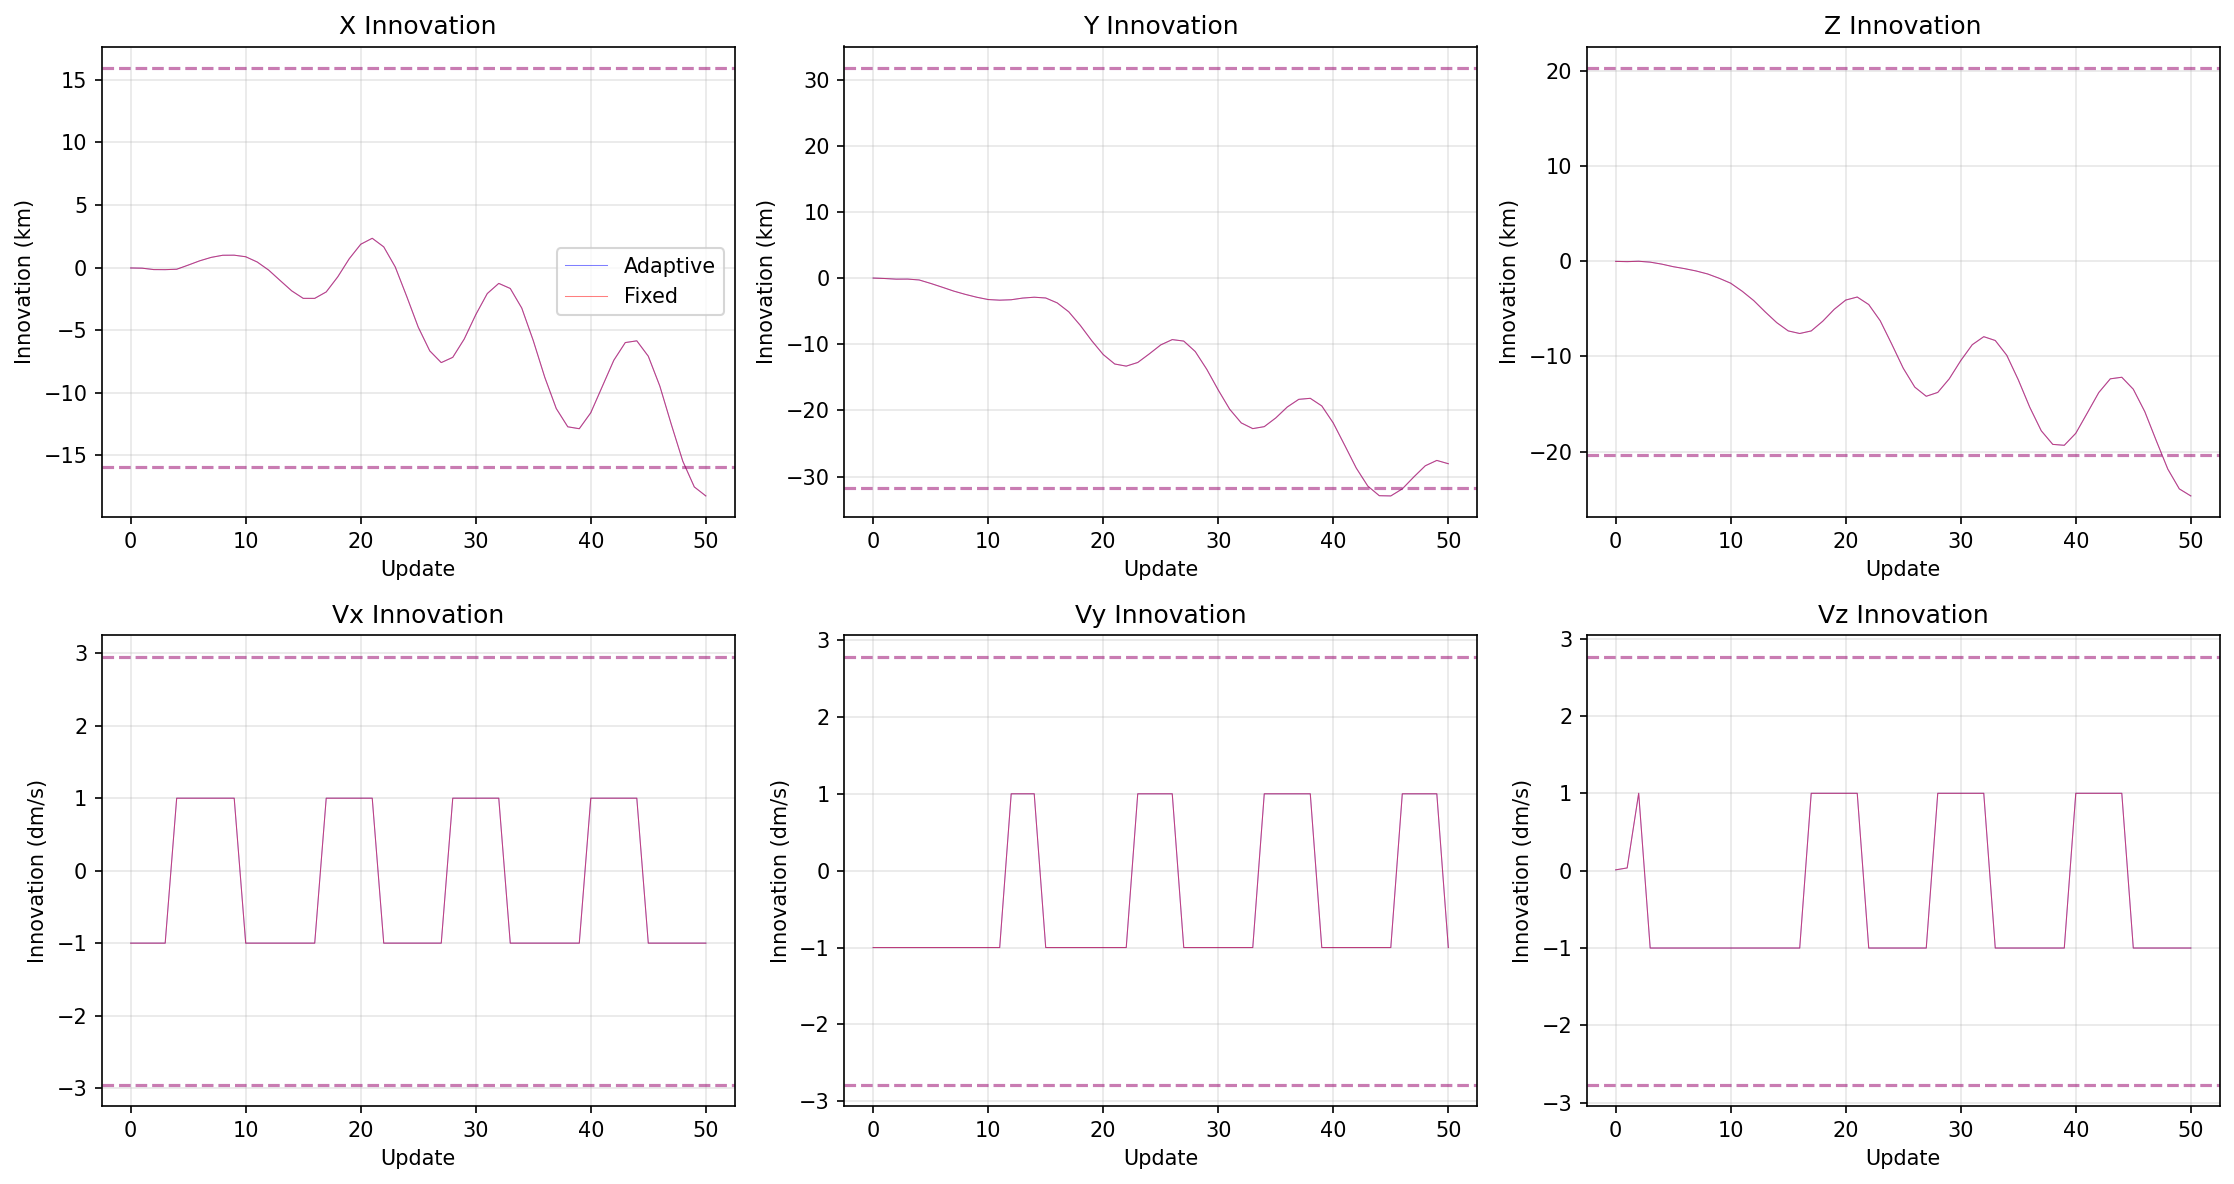 X Innovation
Y Innovation
Z Innovation
Innovation (km)
15
10
5
0
−5
−10
−15
Adaptive
Fixed
0 10 20 30 40 50
Update
Innovation (km)
30
20
10
0
−10
−20
−30
0 10 20 30 40 50
Update
Innovation (km)
20
10
0
−10
−20
0 10 20 30 40 50
Update
Vx Innovation
Vy Innovation
Vz Innovation
Innovation (dm/s)
3
2
1
0
−1
−2
−3
0 10 20 30 40 50
Update
Innovation (dm/s)
3
2
1
0
−1
−2
−3
0 10 20 30 40 50
Update
Innovation (dm/s)
3
2
1
0
−1
−2
−3
0 10 20 30 40 50
Update